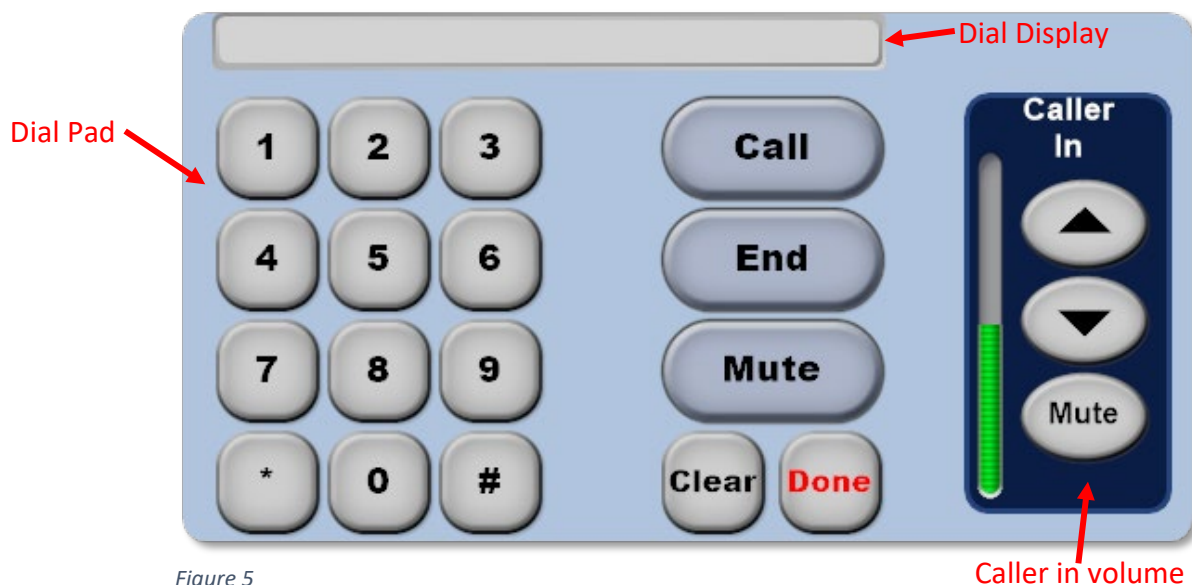 Dial Display
Dial Pad
1 2 3
4 5 6
7 8 9
* 0 #
Call
End
Mute
Clear Done
Caller
In
Mute
Caller in volume
Figure 5